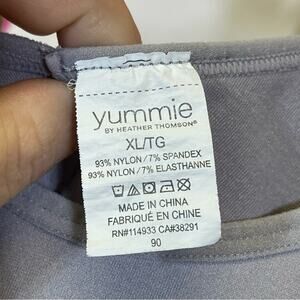 yummie
BY HEATHER THOMSON®
XL/TG
93% NYLON / 7% SPANDEX
93% NYLON / 7% ELASTHANNE
MADE IN CHINA
FABRIQUÉ EN CHINE
RN#114933 CA#38291
90